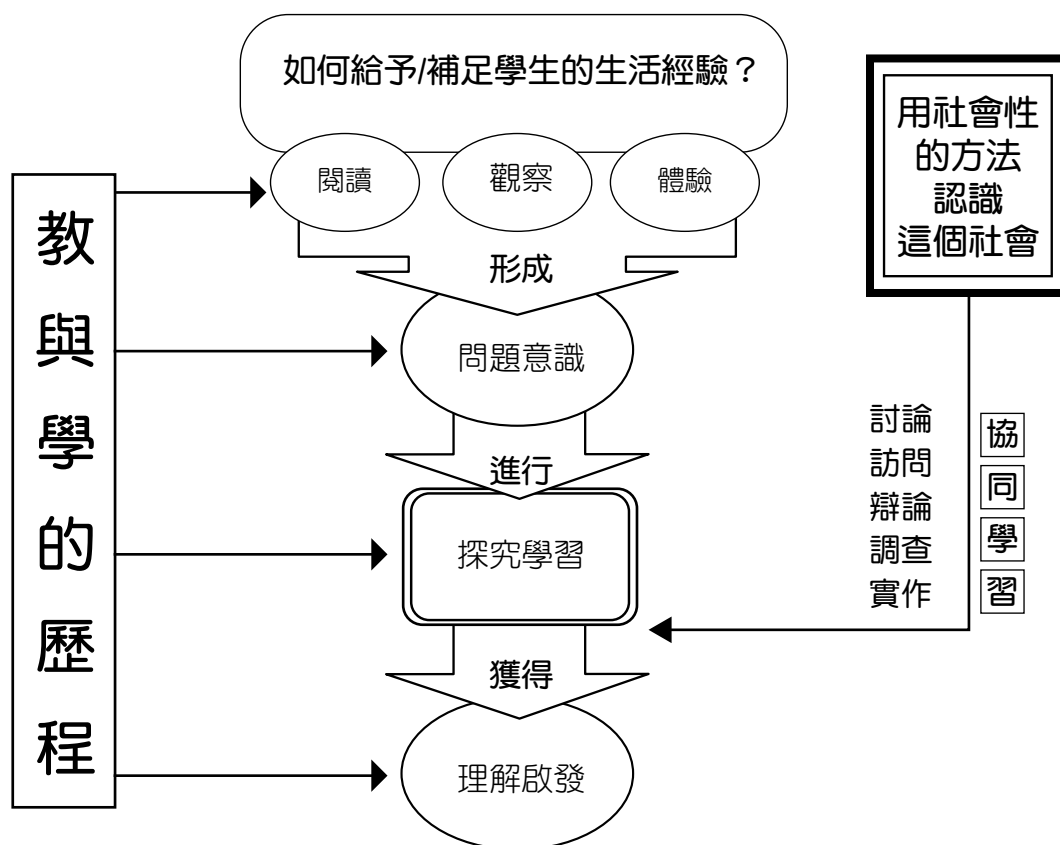 如何給予/補足學生的生活經驗？
閱讀
觀察
體驗
形成
問題意識
進行
探究學習
獲得
理解啟發
教與學的歷程
用社會性
的方法
認識
這個社會
討論
訪問
辯論
調查
實作
協同學習